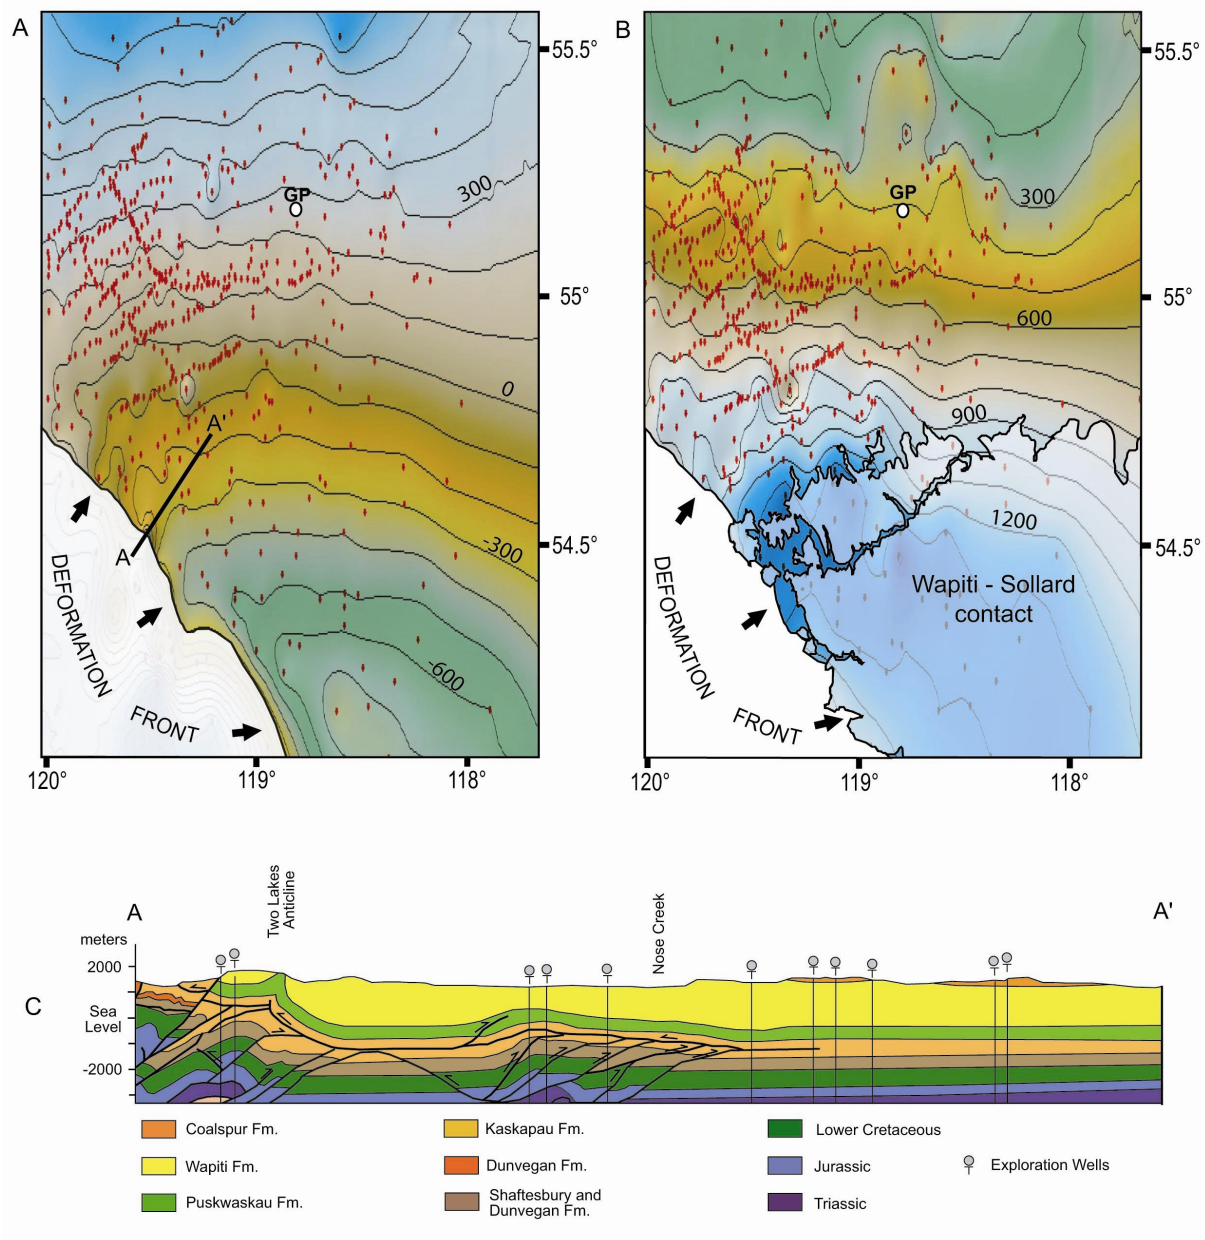 A
B
55.5°
55.5°
300
300
GP
GP
55°
55°
600
0
900
A'
A
-300
1200
54.5°
54.5°
Wapiti - Sollard
contact
-600
DEFORMATION
FRONT
DEFORMATION
FRONT
120°
119°
118°
120°
119°
118°
Two Lakes
Anticline
Nose Creek
A
A'
meters
2000
C
Sea
Level
-2000
Coalspur Fm.
Kaskapau Fm.
Lower Cretaceous
Wapiti Fm.
Dunvegan Fm.
Jurassic
Exploration Wells
Puskwaskau Fm.
Shaftesbury and
Dunvegan Fm.
Triassic